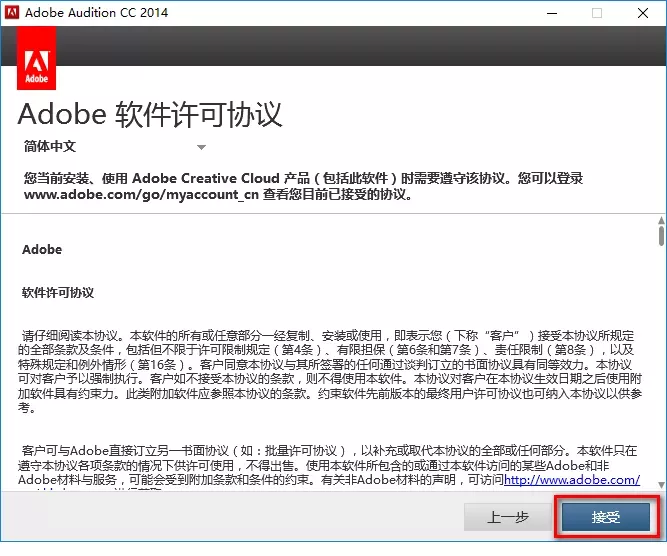 Adobe Audition CC 2014
Adobe
Adobe 软件许可协议
简体中文
您当前安装、使用 Adobe Creative Cloud 产品（包括此软件）时需要遵守该协议。您可以登录
www.adobe.com/go/myaccount_cn 查看您目前已接受的协议。
Adobe
软件许可协议
请仔细阅读本协议。本软件的所有或任意部分一经复制、安装或使用，即表示您（下称“客户”）接受本协议所规定
的全部条款及条件，包括但不限于许可限制规定（第4条）、有限担保（第6条和第7条）、责任限制（第8条），以及
特殊规定和例外情形（第16条）。客户同意本协议与其所签署的任何通过谈判订立的书面协议具有同等效力。本协议
可对客户予以强制执行。客户如不接受本协议的条款，则不得使用本软件。本协议对客户在本协议生效日期之后使用附
加软件具有约束力。此类附加软件应参照本协议的条款。约束软件先前版本的最终用户许可协议也可纳入本协议以供参
考。
客户可与Adobe直接订立另一书面协议（如：批量许可协议），以补充或取代本协议的全部或任何部分。本软件只在
遵守本协议各项条款的情况下供许可使用，不得出售。使用本软件所包含的或通过本软件访问的某些Adobe和非
Adobe材料与服务，可能会受到附加条款和条件的约束。有关非Adobe材料的声明，可访问http://www.adobe.com/
上一步
接受